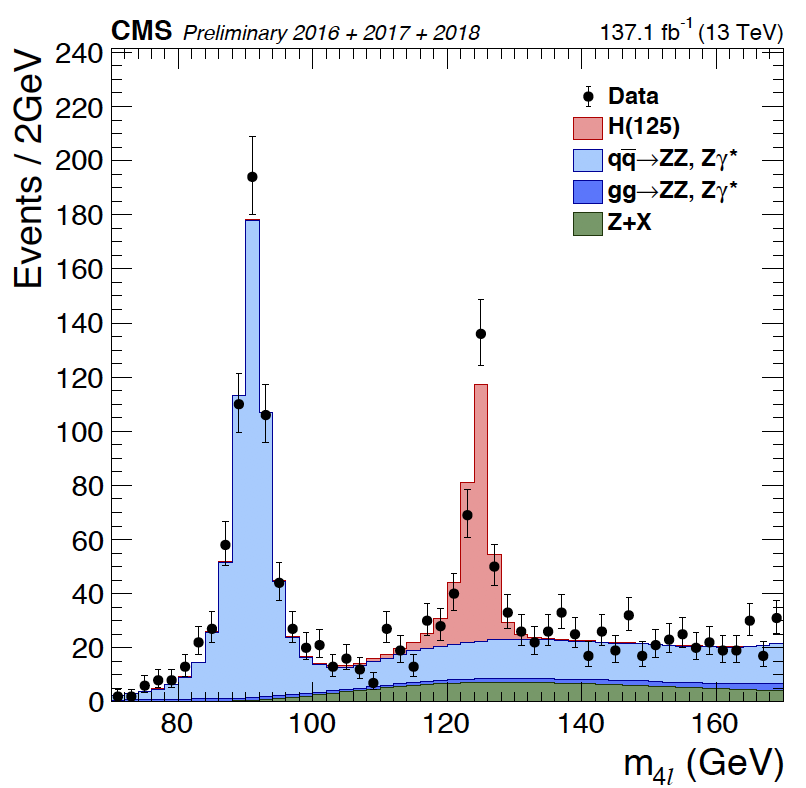 CMS Preliminary 2016 + 2017 + 2018 137.1 fb⁻¹ (13 TeV)
Events / 2GeV
240
220
200
180
160
140
120
100
80
60
40
20
0
Data
H(125)
qq̅→ZZ, Zγ*
gg→ZZ, Zγ*
Z+X
80 100 120 140 160
m₄ₗ (GeV)